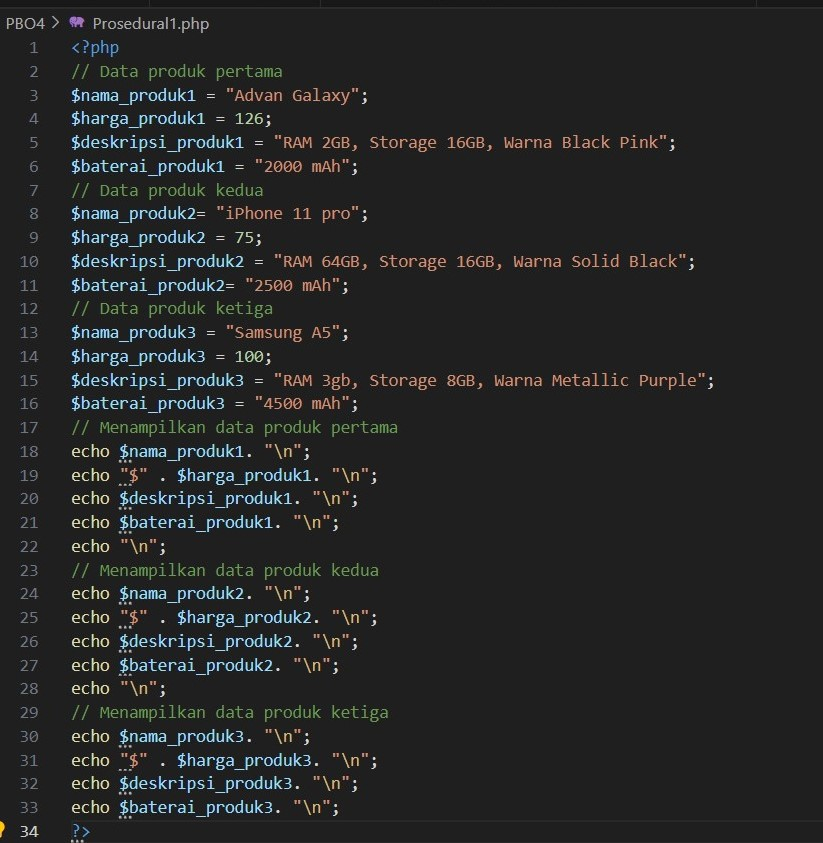 PBO4 > Prosedural1.php
1 <?php
2 // Data produk pertama
3 $nama_produk1 = "Advan Galaxy";
4 $harga_produk1 = 126;
5 $deskripsi_produk1 = "RAM 2GB, Storage 16GB, Warna Black Pink";
6 $baterai_produk1 = "2000 mAh";
7 // Data produk kedua
8 $nama_produk2= "iPhone 11 pro";
9 $harga_produk2 = 75;
10 $deskripsi_produk2 = "RAM 64GB, Storage 16GB, Warna Solid Black";
11 $baterai_produk2= "2500 mAh";
12 // Data produk ketiga
13 $nama_produk3 = "Samsung A5";
14 $harga_produk3 = 100;
15 $deskripsi_produk3 = "RAM 3gb, Storage 8GB, Warna Metallic Purple";
16 $baterai_produk3 = "4500 mAh";
17 // Menampilkan data produk pertama
18 echo $nama_produk1. "\n";
19 echo "$" . $harga_produk1. "\n";
20 echo $deskripsi_produk1. "\n";
21 echo $baterai_produk1. "\n";
22 echo "\n";
23 // Menampilkan data produk kedua
24 echo $nama_produk2. "\n";
25 echo "$" . $harga_produk2. "\n";
26 echo $deskripsi_produk2. "\n";
27 echo $baterai_produk2. "\n";
28 echo "\n";
29 // Menampilkan data produk ketiga
30 echo $nama_produk3. "\n";
31 echo "$" . $harga_produk3. "\n";
32 echo $deskripsi_produk3. "\n";
33 echo $baterai_produk3. "\n";
34 ?>